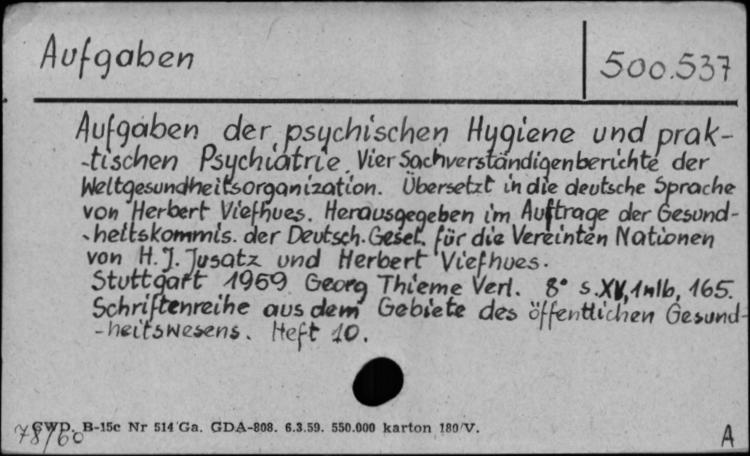 Aufgaben
500.537
Aufgaben der psychischen Hygiene und prak-
-tischen Psychiatrie. Vier Sachverständigenberichte der
Weltgesundheitsorganization. Übersetzt in die deutsche Sprache
von Herbert Viefhues. Herausgegeben im Auftrage der Gesund-
-heitskommis. der Deutsch. Gesel. für die Vereinten Nationen
von H. J. Jusatz und Herbert Viefhues.
Stuttgart 1959 Georg Thieme Verl. 8° s. XV, 1nlb, 165.
Schriftenreihe aus dem Gebiete des öffentlichen Gesund-
-heitswesens. Heft 10.
GWD. B-15c Nr 514 Ga. GDA-808. 6.3.59. 550.000 karton 180 V.
78/60
A